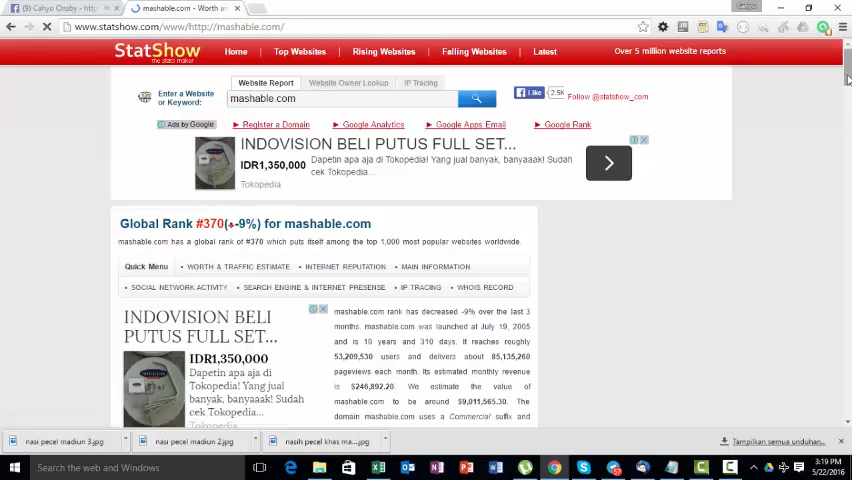 (9) Cahyo Onsby - http:/
mashable.com - Worth an
Cahyo
www.statshow.com/www/http://mashable.com/
StatShow
the stats maker
Home
Top Websites
Rising Websites
Falling Websites
Latest
Over 5 million website reports
Website Report
Website Owner Lookup
IP Tracing
Enter a Website
or Keyword:
mashable.com
Like
2.5K
Follow @statshow_com
Ads by Google
► Register a Domain
► Google Analytics
► Google Apps Email
► Google Rank
INDOVISION BELI PUTUS FULL SET...
IDR1,350,000
Dapetin apa aja di Tokopedia! Yang jual banyak, banyaaak! Kuy
cek Tokopedia...
Tokopedia
Global Rank #370(-9%) for mashable.com
mashable.com has a global rank of #370 which puts itself among the top 1,000 most popular websites worldwide.
Quick Menu
• WORTH & TRAFFIC ESTIMATE
• INTERNET REPUTATION
• MAIN INFORMATION
• SOCIAL NETWORK ACTIVITY
• SEARCH ENGINE & INTERNET PRESENSE
• IP TRACING
• WHOIS RECORD
INDOVISION BELI
PUTUS FULL SET...
IDR1,350,000
Dapetin apa aja di
Tokopedia! Yang jual
banyak, banyaaak!
Kuy cek Tokopedia...
Tokopedia
mashable.com rank has decreased -9% over the last 3
months. mashable.com was launched at July 19, 2005
and is 10 years and 310 days. It reaches roughly
53,209,530 users and delivers about 85,135,260
pageviews each month. Its estimated monthly revenue
is $246,892.20. We estimate the value of
mashable.com to be around $9,011,565.30. The
domain mashable.com uses a Commercial suffix and
nasi pecel madiun 3.jpg
nasi pecel madiun 2.jpg
nasih pecel khas ma....jpg
Tampilkan semua unduhan...
Search the web and Windows
3:19 PM
5/22/2016